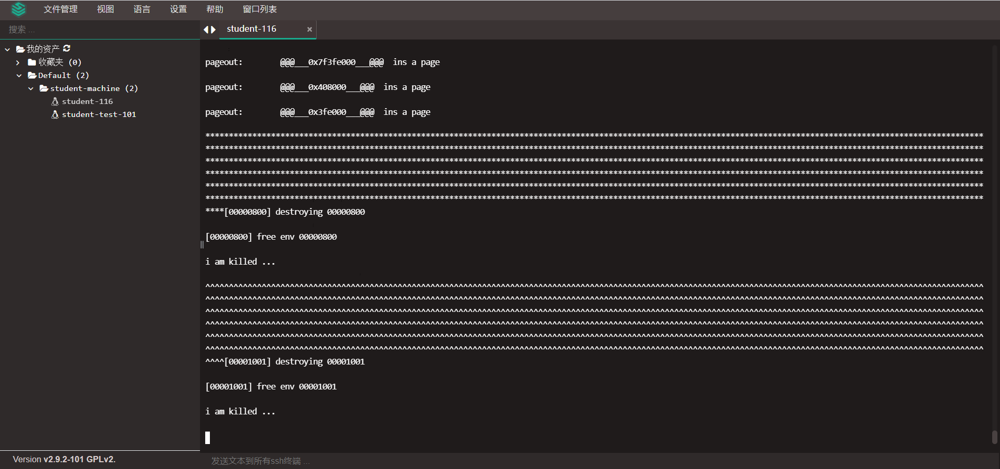 文件管理 视图 语言 设置 帮助 窗口列表
搜索 ...
student-116 ×
我的资产
收藏夹 (0)
Default (2)
student-machine (2)
student-116
student-test-101
pageout: @@@___0x7f3fe000___@@@ ins a page
pageout: @@@___0x408000___@@@ ins a page
pageout: @@@___0x3fe000___@@@ ins a page
**********************************************************************************************************************************************************************
**********************************************************************************************************************************************************************
**********************************************************************************************************************************************************************
**********************************************************************************************************************************************************************
**********************************************************************************************************************************************************************
**********************************************************************************************************************************************************************
****[00000800] destroying 00000800
[00000800] free env 00000800
i am killed ...
^^^^^^^^^^^^^^^^^^^^^^^^^^^^^^^^^^^^^^^^^^^^^^^^^^^^^^^^^^^^^^^^^^^^^^^^^^^^^^^^^^^^^^^^^^^^^^^^^^^^^^^^^^^^^^^^^^^^^^^^^^^^^^^^^^^^^^^^^^^^^^^^^^^^^^^^^^^^^^^^^^^^^^
^^^^^^^^^^^^^^^^^^^^^^^^^^^^^^^^^^^^^^^^^^^^^^^^^^^^^^^^^^^^^^^^^^^^^^^^^^^^^^^^^^^^^^^^^^^^^^^^^^^^^^^^^^^^^^^^^^^^^^^^^^^^^^^^^^^^^^^^^^^^^^^^^^^^^^^^^^^^^^^^^^^^^^
^^^^^^^^^^^^^^^^^^^^^^^^^^^^^^^^^^^^^^^^^^^^^^^^^^^^^^^^^^^^^^^^^^^^^^^^^^^^^^^^^^^^^^^^^^^^^^^^^^^^^^^^^^^^^^^^^^^^^^^^^^^^^^^^^^^^^^^^^^^^^^^^^^^^^^^^^^^^^^^^^^^^^^
^^^^^^^^^^^^^^^^^^^^^^^^^^^^^^^^^^^^^^^^^^^^^^^^^^^^^^^^^^^^^^^^^^^^^^^^^^^^^^^^^^^^^^^^^^^^^^^^^^^^^^^^^^^^^^^^^^^^^^^^^^^^^^^^^^^^^^^^^^^^^^^^^^^^^^^^^^^^^^^^^^^^^^
^^^^^^^^^^^^^^^^^^^^^^^^^^^^^^^^^^^^^^^^^^^^^^^^^^^^^^^^^^^^^^^^^^^^^^^^^^^^^^^^^^^^^^^^^^^^^^^^^^^^^^^^^^^^^^^^^^^^^^^^^^^^^^^^^^^^^^^^^^^^^^^^^^^^^^^^^^^^^^^^^^^^^^
^^^^^^^^^^^^^^^^^^^^^^^^^^^^^^^^^^^^^^^^^^^^^^^^^^^^^^^^^^^^^^^^^^^^^^^^^^^^^^^^^^^^^^^^^^^^^^^^^^^^^^^^^^^^^^^^^^^^^^^^^^^^^^^^^^^^^^^^^^^^^^^^^^^^^^^^^^^^^^^^^^^^^^
^^^^[00001001] destroying 00001001
[00001001] free env 00001001
i am killed ...
Version v2.9.2-101 GPLv2.
发送文本到所有ssh终端 ...